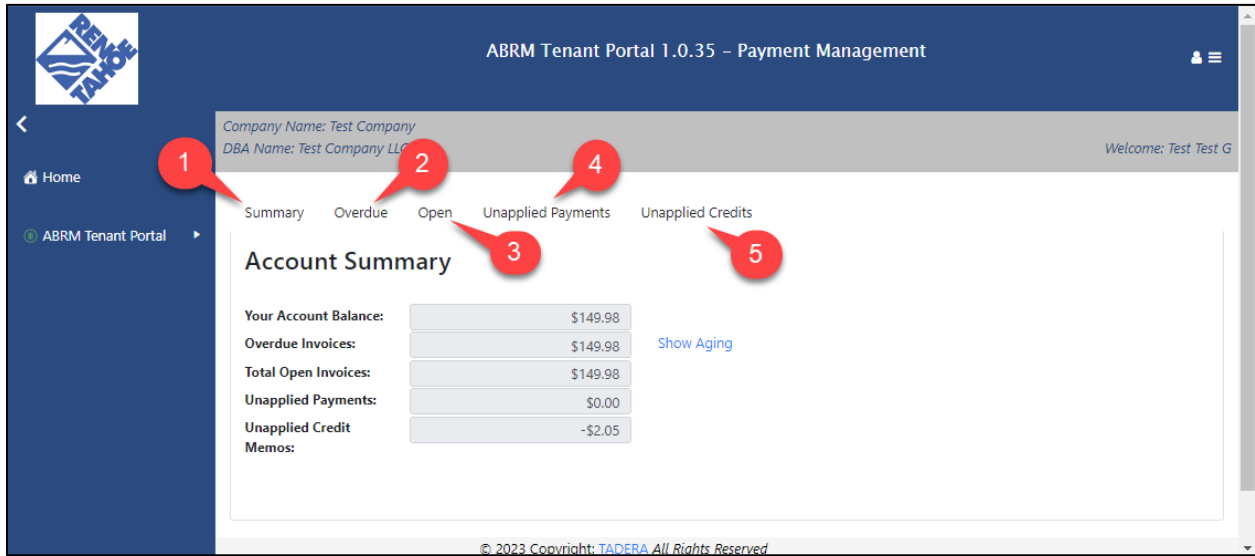 RENOE
TAHOE
ABRM Tenant Portal 1.0.35 – Payment Management
Company Name: Test Company
DBA Name: Test Company LLC
Welcome: Test Test G
1
2
4
Home
Summary Overdue Open Unapplied Payments Unapplied Credits
ABRM Tenant Portal
3
5
Account Summary
Your Account Balance: $149.98
Overdue Invoices: $149.98 Show Aging
Total Open Invoices: $149.98
Unapplied Payments: $0.00
Unapplied Credit -$2.05
Memos:
© 2023 Copyright: TADERA All Rights Reserved